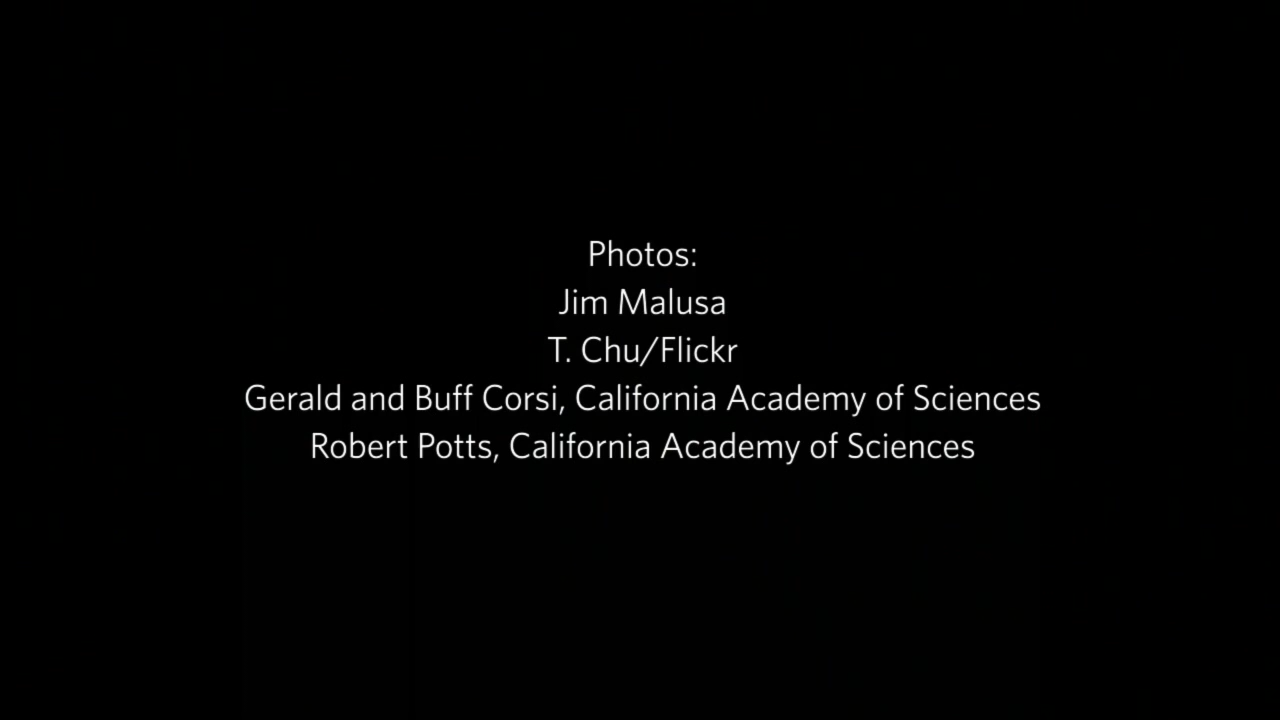 Photos:
Jim Malusa
T. Chu/Flickr
Gerald and Buff Corsi, California Academy of Sciences
Robert Potts, California Academy of Sciences